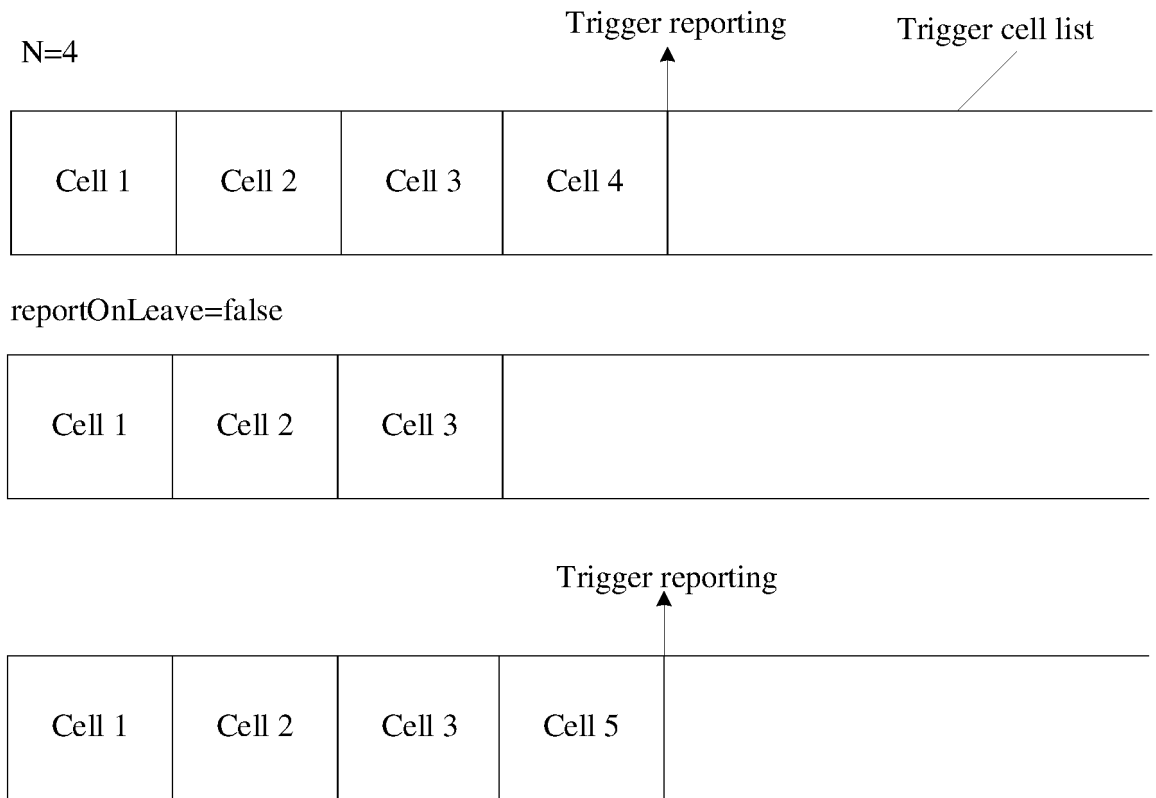 Trigger reporting
Trigger cell list
N=4
Cell 1
Cell 2
Cell 3
Cell 4
reportOnLeave=false
Cell 1
Cell 2
Cell 3
Trigger reporting
Cell 1
Cell 2
Cell 3
Cell 5